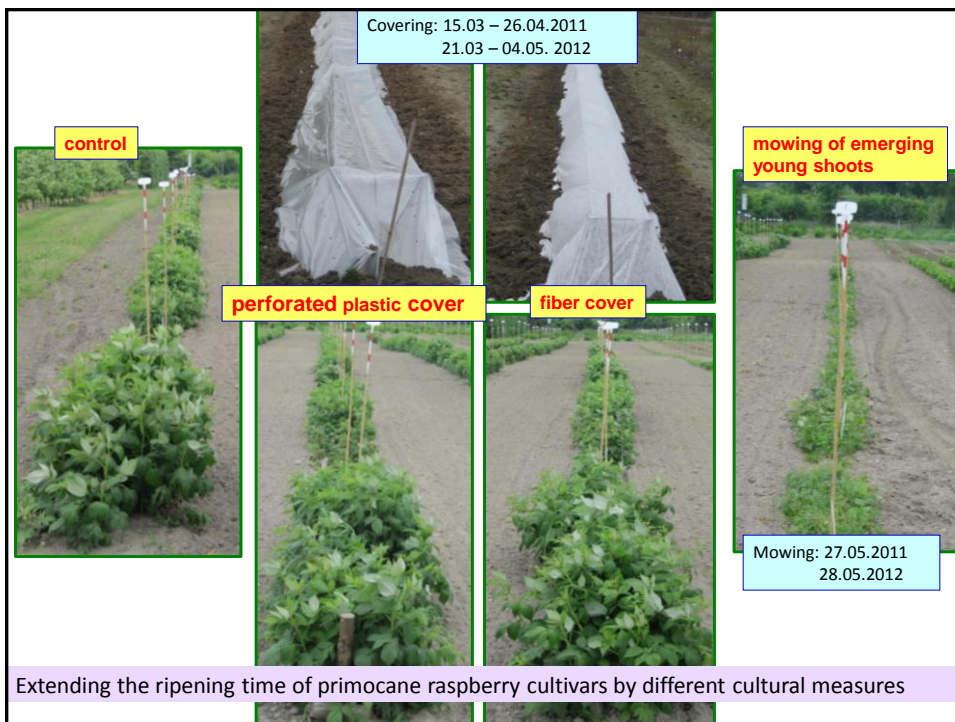 Covering: 15.03 – 26.04.2011
21.03 – 04.05. 2012
control
mowing of emerging
young shoots
perforated plastic cover
fiber cover
Mowing: 27.05.2011
28.05.2012
Extending the ripening time of primocane raspberry cultivars by different cultural measures